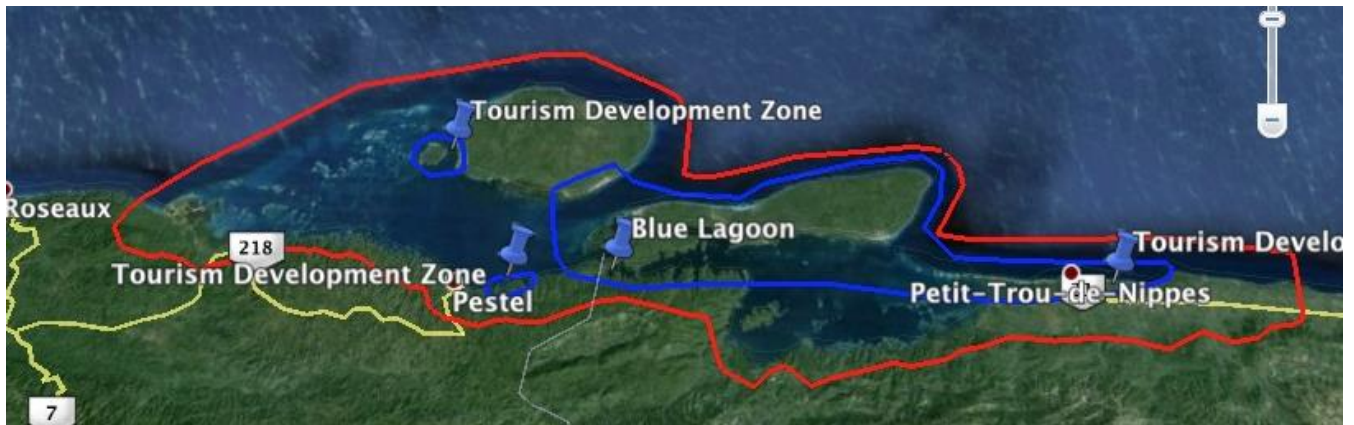 Tourism Development Zone
Roseaux
Blue Lagoon
218
Tourism Develo
Tourism Development Zone
Pestel
Petit-Trou-de-Nippes
7